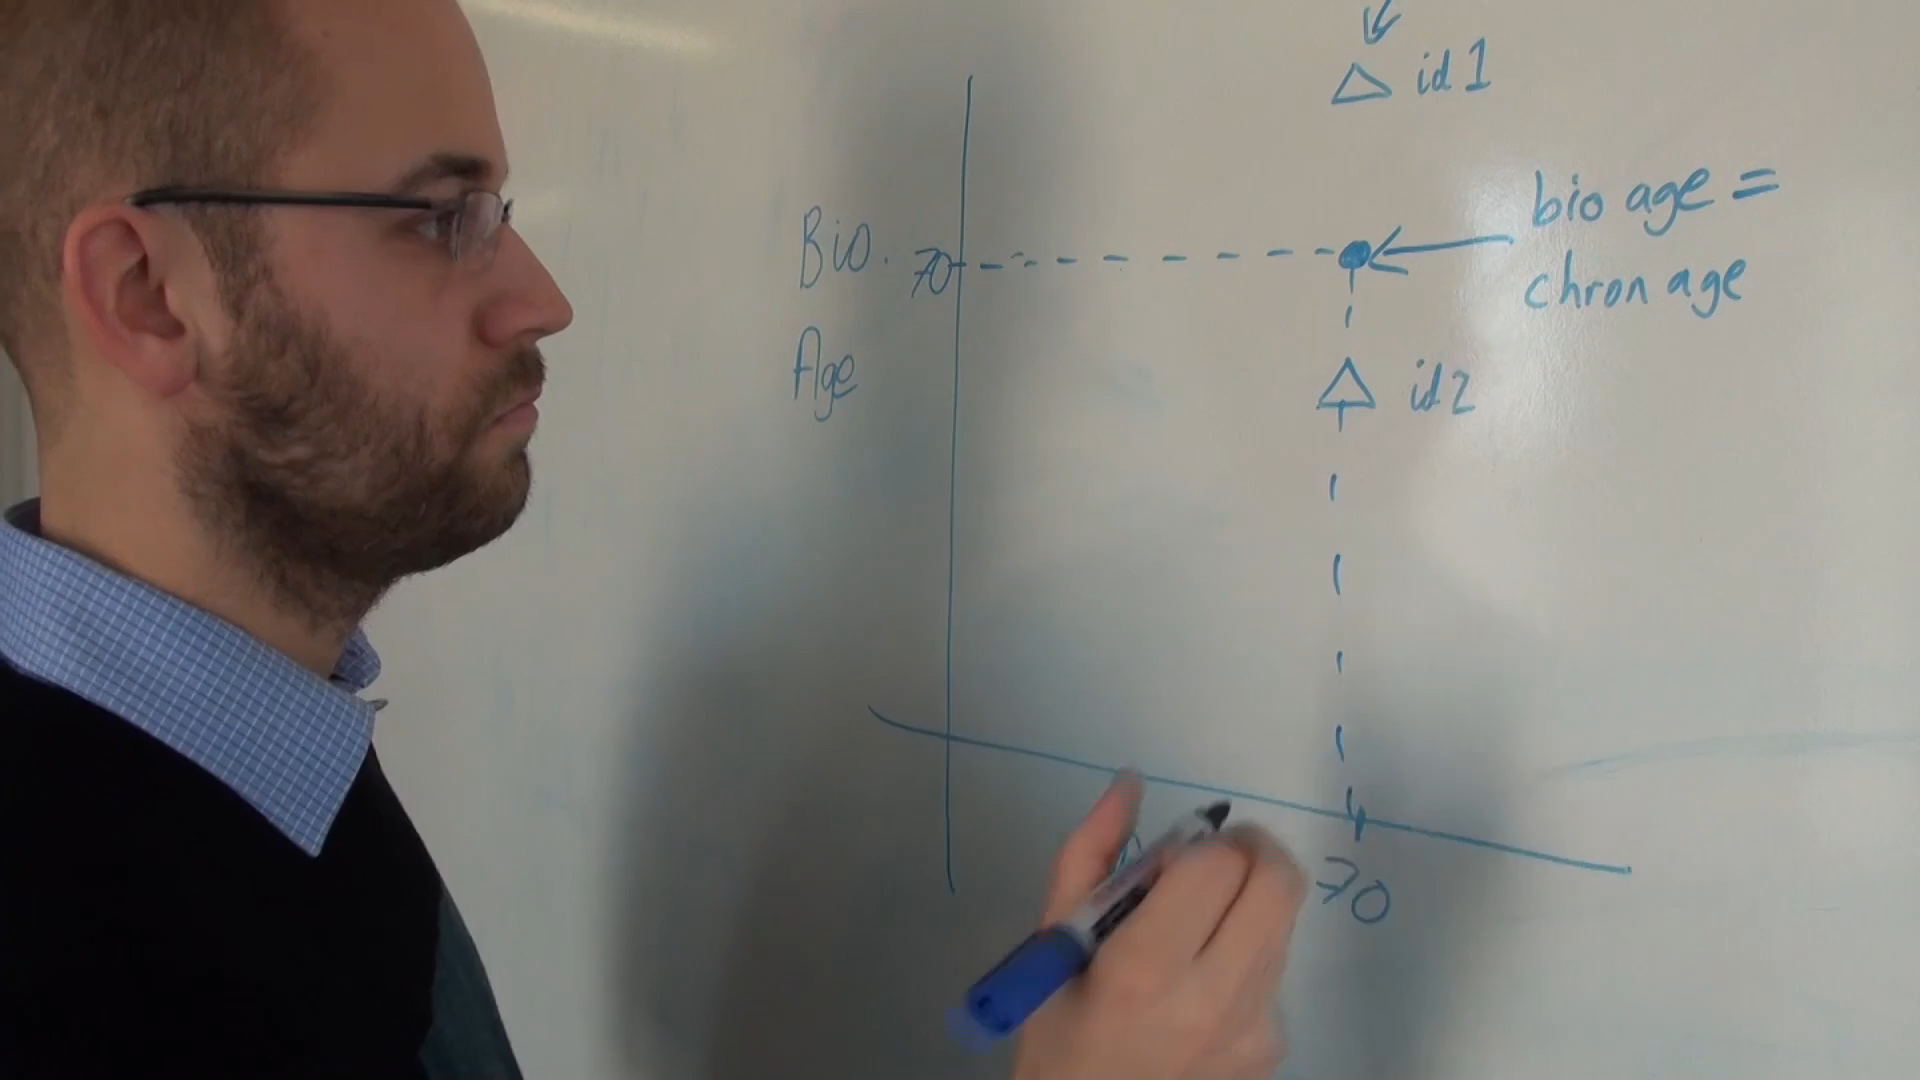 id 1
bio age =
chron age
Bio.
70
Age
id 2
70